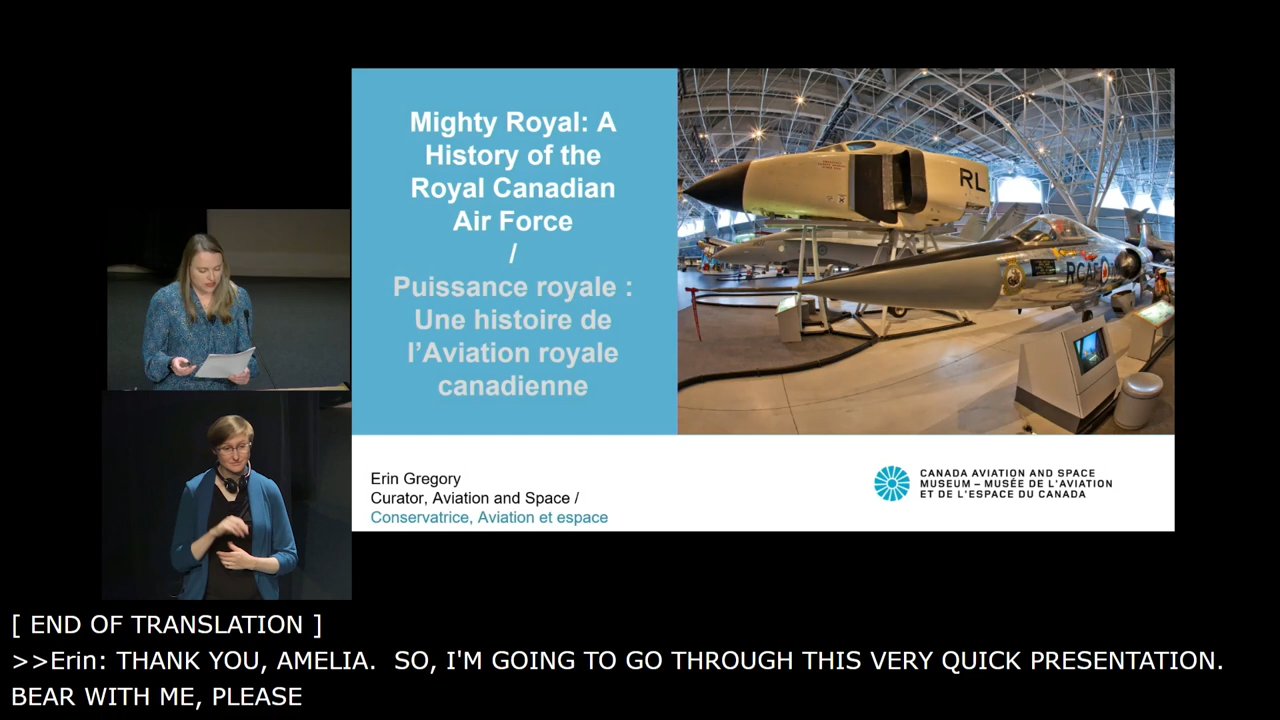 Mighty Royal: A
History of the
Royal Canadian
Air Force
/
Puissance royale :
Une histoire de
l’Aviation royale
canadienne
RL
RCAF
Erin Gregory
Curator, Aviation and Space /
Conservatrice, Aviation et espace
CANADA AVIATION AND SPACE
MUSEUM – MUSÉE DE L'AVIATION
ET DE L'ESPACE DU CANADA
[ END OF TRANSLATION ]
>>Erin: THANK YOU, AMELIA.  SO, I'M GOING TO GO THROUGH THIS VERY QUICK PRESENTATION.
BEAR WITH ME, PLEASE